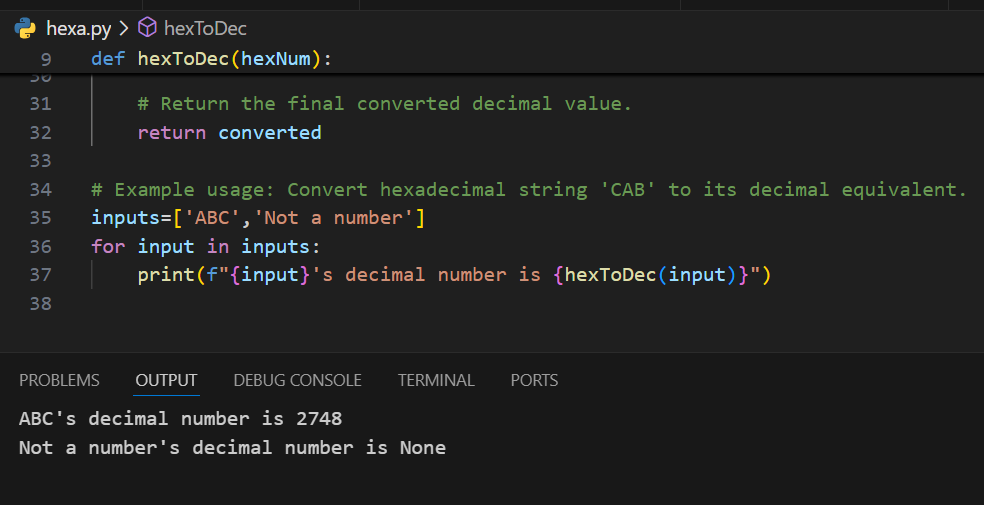 hexa.py > hexToDec
9 def hexToDec(hexNum):
30
31 # Return the final converted decimal value.
32 return converted
33
34 # Example usage: Convert hexadecimal string 'CAB' to its decimal equivalent.
35 inputs=['ABC','Not a number']
36 for input in inputs:
37 print(f"{input}'s decimal number is {hexToDec(input)}")
38
PROBLEMS OUTPUT DEBUG CONSOLE TERMINAL PORTS
ABC's decimal number is 2748
Not a number's decimal number is None